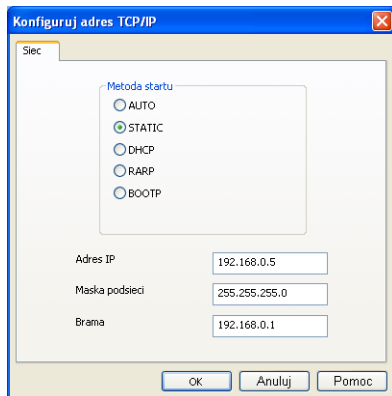 Konfiguruj adres TCP/IP
Siec
Metoda startu
AUTO
STATIC
DHCP
RARP
BOOTP
Adres IP 192.168.0.5
Maska podsieci 255.255.255.0
Brama 192.168.0.1
OK Anuluj Pomoc